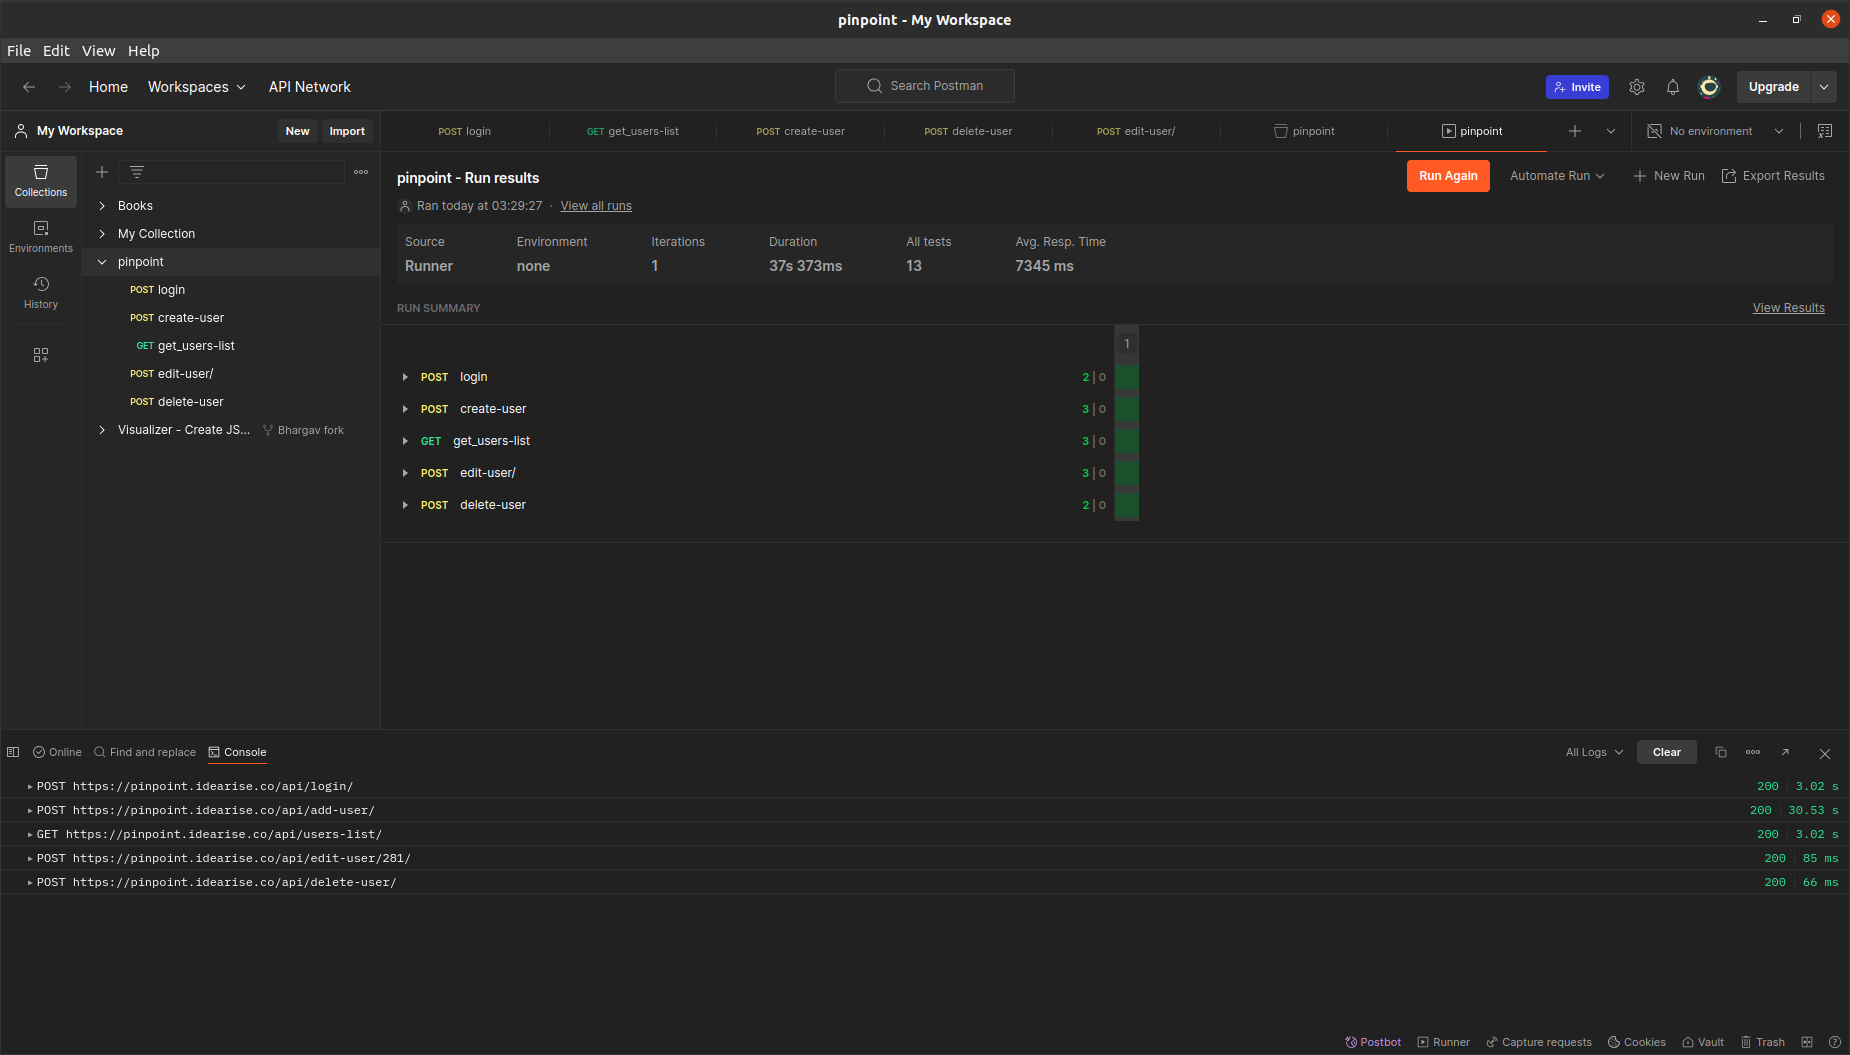 pinpoint - My Workspace
File Edit View Help
Home Workspaces API Network Search Postman Invite Upgrade
My Workspace New Import POST login GET get_users-list POST create-user POST delete-user POST edit-user/ pinpoint pinpoint No environment
Collections
Environments
History
Books
My Collection
pinpoint
POST login
POST create-user
GET get_users-list
POST edit-user/
POST delete-user
Visualizer - Create JS... Bhargav fork
pinpoint - Run results Run Again Automate Run New Run Export Results
Ran today at 03:29:27 · View all runs
Source Environment Iterations Duration All tests Avg. Resp. Time
Runner none 1 37s 373ms 13 7345 ms
RUN SUMMARY View Results
1
POST login 2 | 0
POST create-user 3 | 0
GET get_users-list 3 | 0
POST edit-user/ 3 | 0
POST delete-user 2 | 0
Online Find and replace Console All Logs Clear
POST https://pinpoint.idearise.co/api/login/ 200 3.02 s
POST https://pinpoint.idearise.co/api/add-user/ 200 30.53 s
GET https://pinpoint.idearise.co/api/users-list/ 200 3.02 s
POST https://pinpoint.idearise.co/api/edit-user/281/ 200 85 ms
POST https://pinpoint.idearise.co/api/delete-user/ 200 66 ms
Postbot Runner Capture requests Cookies Vault Trash